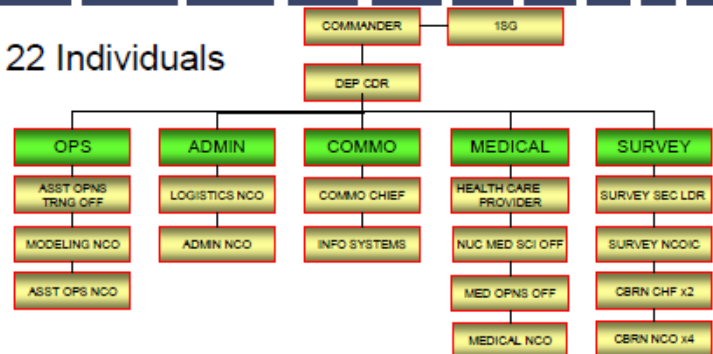 COMMANDER
1SG
22 Individuals
DEP CDR
OPS
ADMIN
COMMO
MEDICAL
SURVEY
ASST OPNS
TRNG OFF
LOGISTICS NCO
COMMO CHIEF
HEALTH CARE
PROVIDER
SURVEY SEC LDR
MODELING NCO
ADMIN NCO
INFO SYSTEMS
NUC MED SCI OFF
SURVEY NCOIC
ASST OPS NCO
MED OPNS OFF
CBRN CHF x2
MEDICAL NCO
CBRN NCO x4